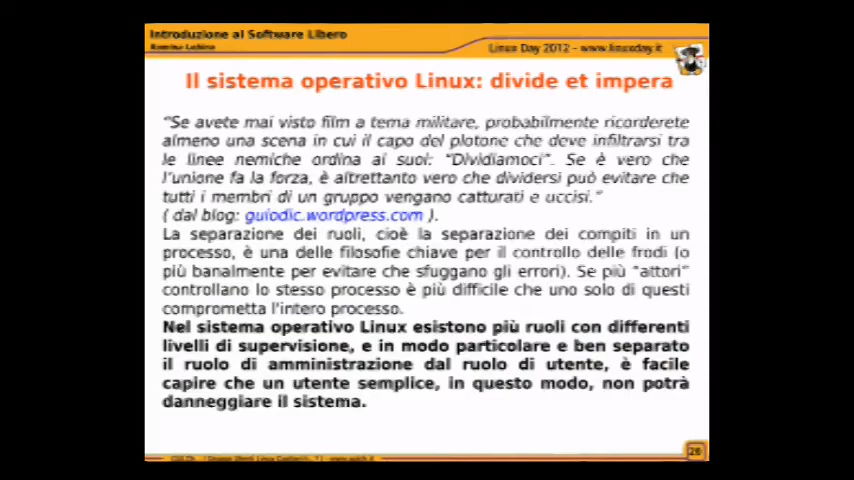 Introduzione al Software Libero
Linux Day 2012 - www.linuxday.it
Il sistema operativo Linux: divide et impera
"Se avete mai visto film a tema militare, probabilmente ricorderete
almeno una scena in cui il capo del plotone che deve infiltrarsi tra
le linee nemiche ordina ai suoi: "Dividiamoci". Se è vero che
l'unione fa la forza, è altrettanto vero che dividersi può evitare che
tutti i membri di un gruppo vengano catturati e uccisi."
( dal blog: guiodic.wordpress.com ).
La separazione dei ruoli, cioè la separazione dei compiti in un
processo, è una delle filosofie chiave per il controllo delle frodi (o
più banalmente per evitare che sfuggano gli errori). Se più "attori"
controllano lo stesso processo è più difficile che uno solo di questi
comprometta l'intero processo.
Nel sistema operativo Linux esistono più ruoli con differenti
livelli di supervisione, e in modo particolare e ben separato
il ruolo di amministrazione dal ruolo di utente, è facile
capire che un utente semplice, in questo modo, non potrà
danneggiare il sistema.